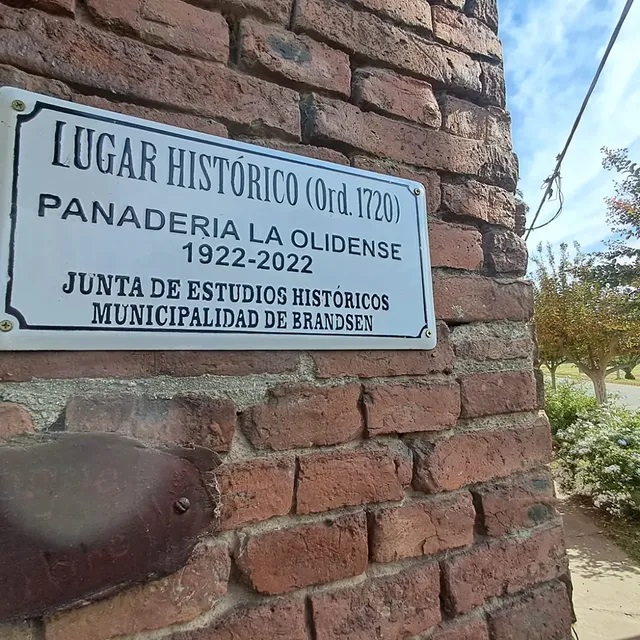 LUGAR HISTÓRICO (Ord. 1720)
PANADERIA LA OLIDENSE
1922-2022
JUNTA DE ESTUDIOS HISTÓRICOS
MUNICIPALIDAD DE BRANDSEN